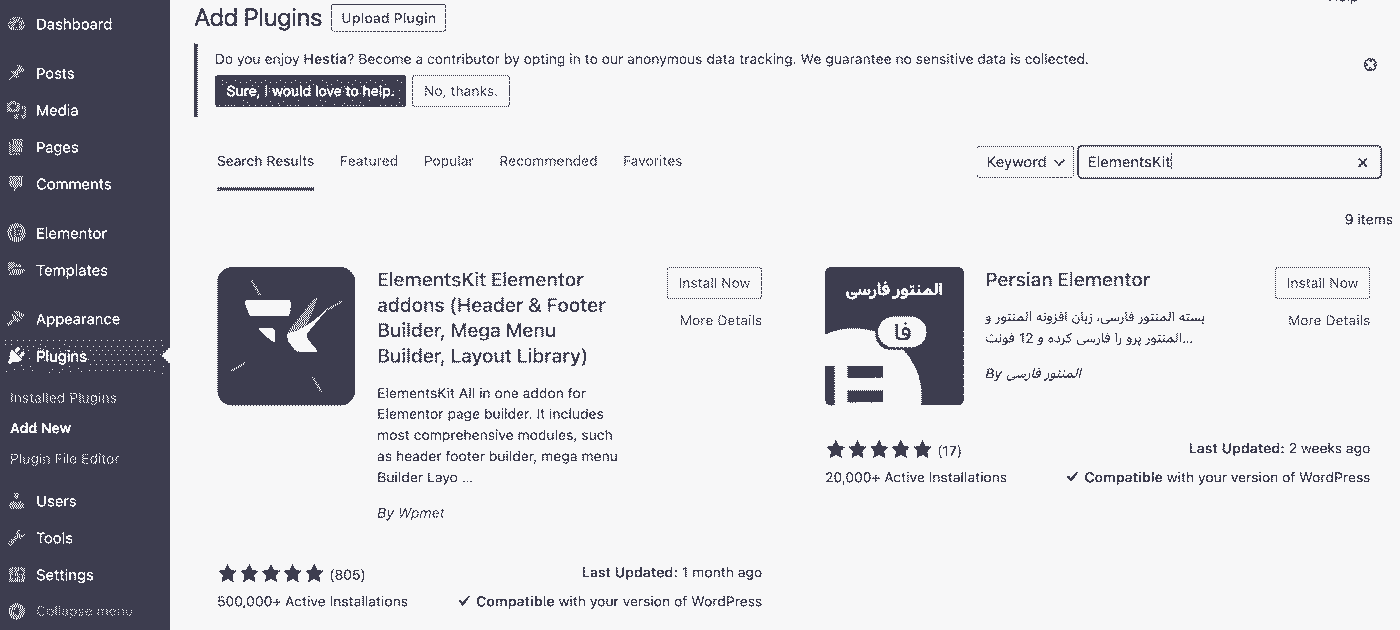 Dashboard
Posts
Media
Pages
Comments
Elementor
Templates
Appearance
Plugins
Installed Plugins
Add New
Plugin File Editor
Users
Tools
Settings
Collapse menu
Add Plugins
Upload Plugin
Do you enjoy Hestia? Become a contributor by opting in to our anonymous data tracking. We guarantee no sensitive data is collected.
Sure, I would love to help.
No, thanks.
Search Results
Featured
Popular
Recommended
Favorites
Keyword
ElementsKit
9 items
ElementsKit Elementor
addons (Header & Footer
Builder, Mega Menu
Builder, Layout Library)
Install Now
More Details
ElementsKit All in one addon for
Elementor page builder. It includes
most comprehensive modules, such
as header footer builder, mega menu
Builder Layo ...
By Wpmet
(805)
500,000+ Active Installations
Last Updated: 1 month ago
Compatible with your version of WordPress
المنتور فارسی
فا
Persian Elementor
Install Now
More Details
بسته المنتور فارسی، زبان افزونه المنتور و
المنتور پرو را فارسی کرده و 12 فونت...
By المنتور فارسی
(17)
20,000+ Active Installations
Last Updated: 2 weeks ago
Compatible with your version of WordPress